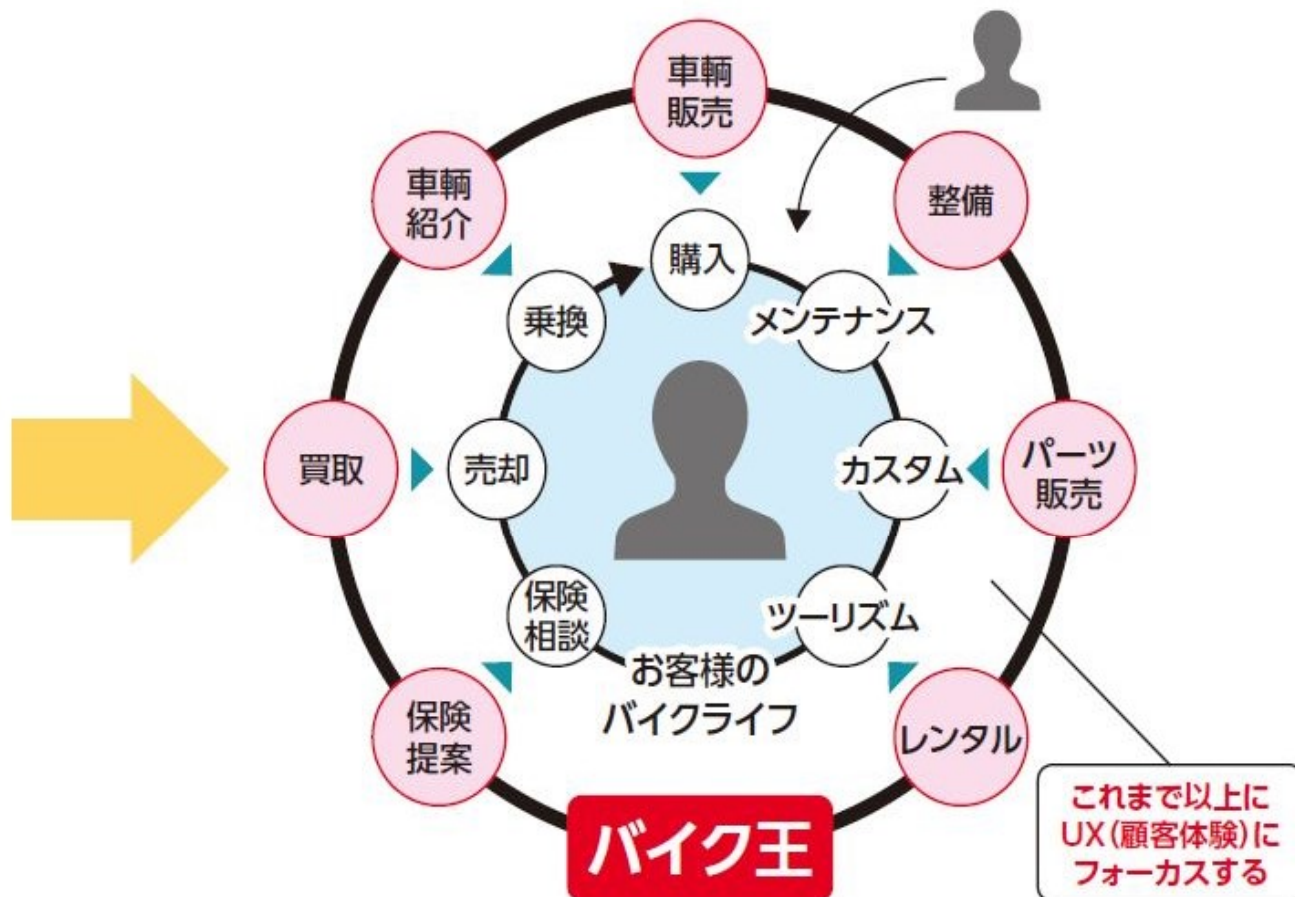 車輌
販売
整備
パーツ
販売
レンタル
バイク王
保険
提案
買取
車輌
紹介
購入
メンテナンス
カスタム
ツーリズム
お客様の
バイクライフ
保険
相談
売却
乗換
これまで以上に
UX(顧客体験)に
フォーカスする